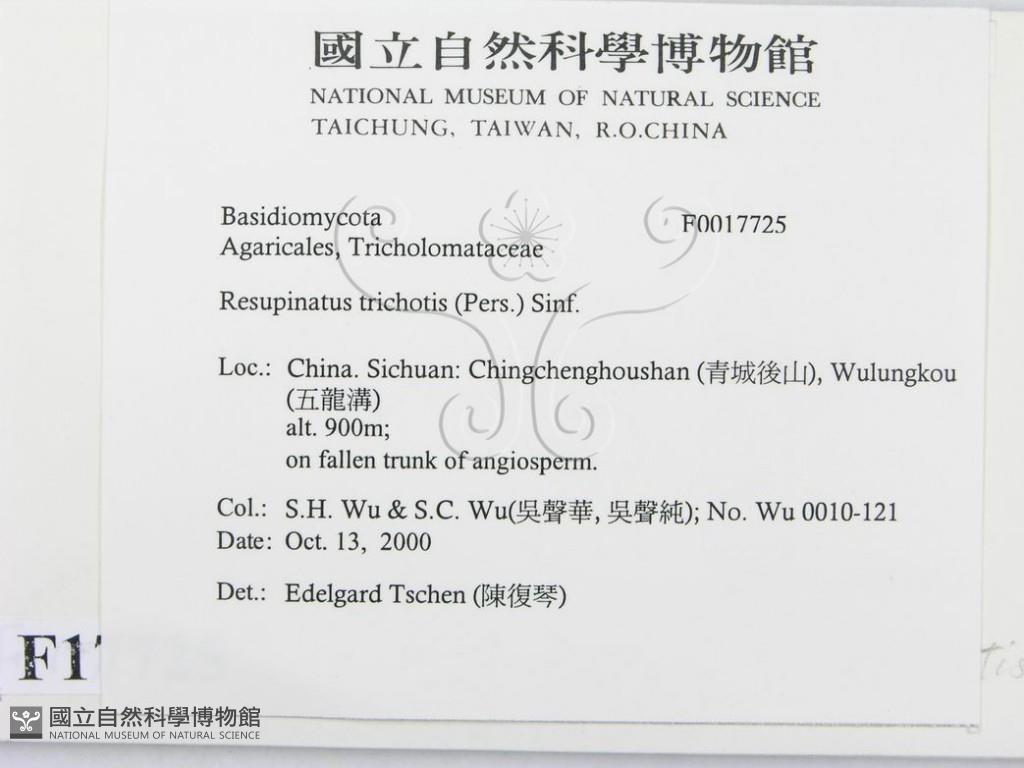 國立自然科學博物館
NATIONAL MUSEUM OF NATURAL SCIENCE
TAICHUNG, TAIWAN, R.O.CHINA
Basidiomycota F0017725
Agaricales, Tricholomataceae
Resupinatus trichotis (Pers.) Sinf.
Loc.: China. Sichuan: Chingchenghoushan (青城後山), Wulungkou
(五龍溝)
alt. 900m;
on fallen trunk of angiosperm.
Col.: S.H. Wu & S.C. Wu(吳聲華, 吳聲純); No. Wu 0010-121
Date: Oct. 13, 2000
Det.: Edelgard Tschen (陳復琴)
F17725
tis
國立自然科學博物館
NATIONAL MUSEUM OF NATURAL SCIENCE